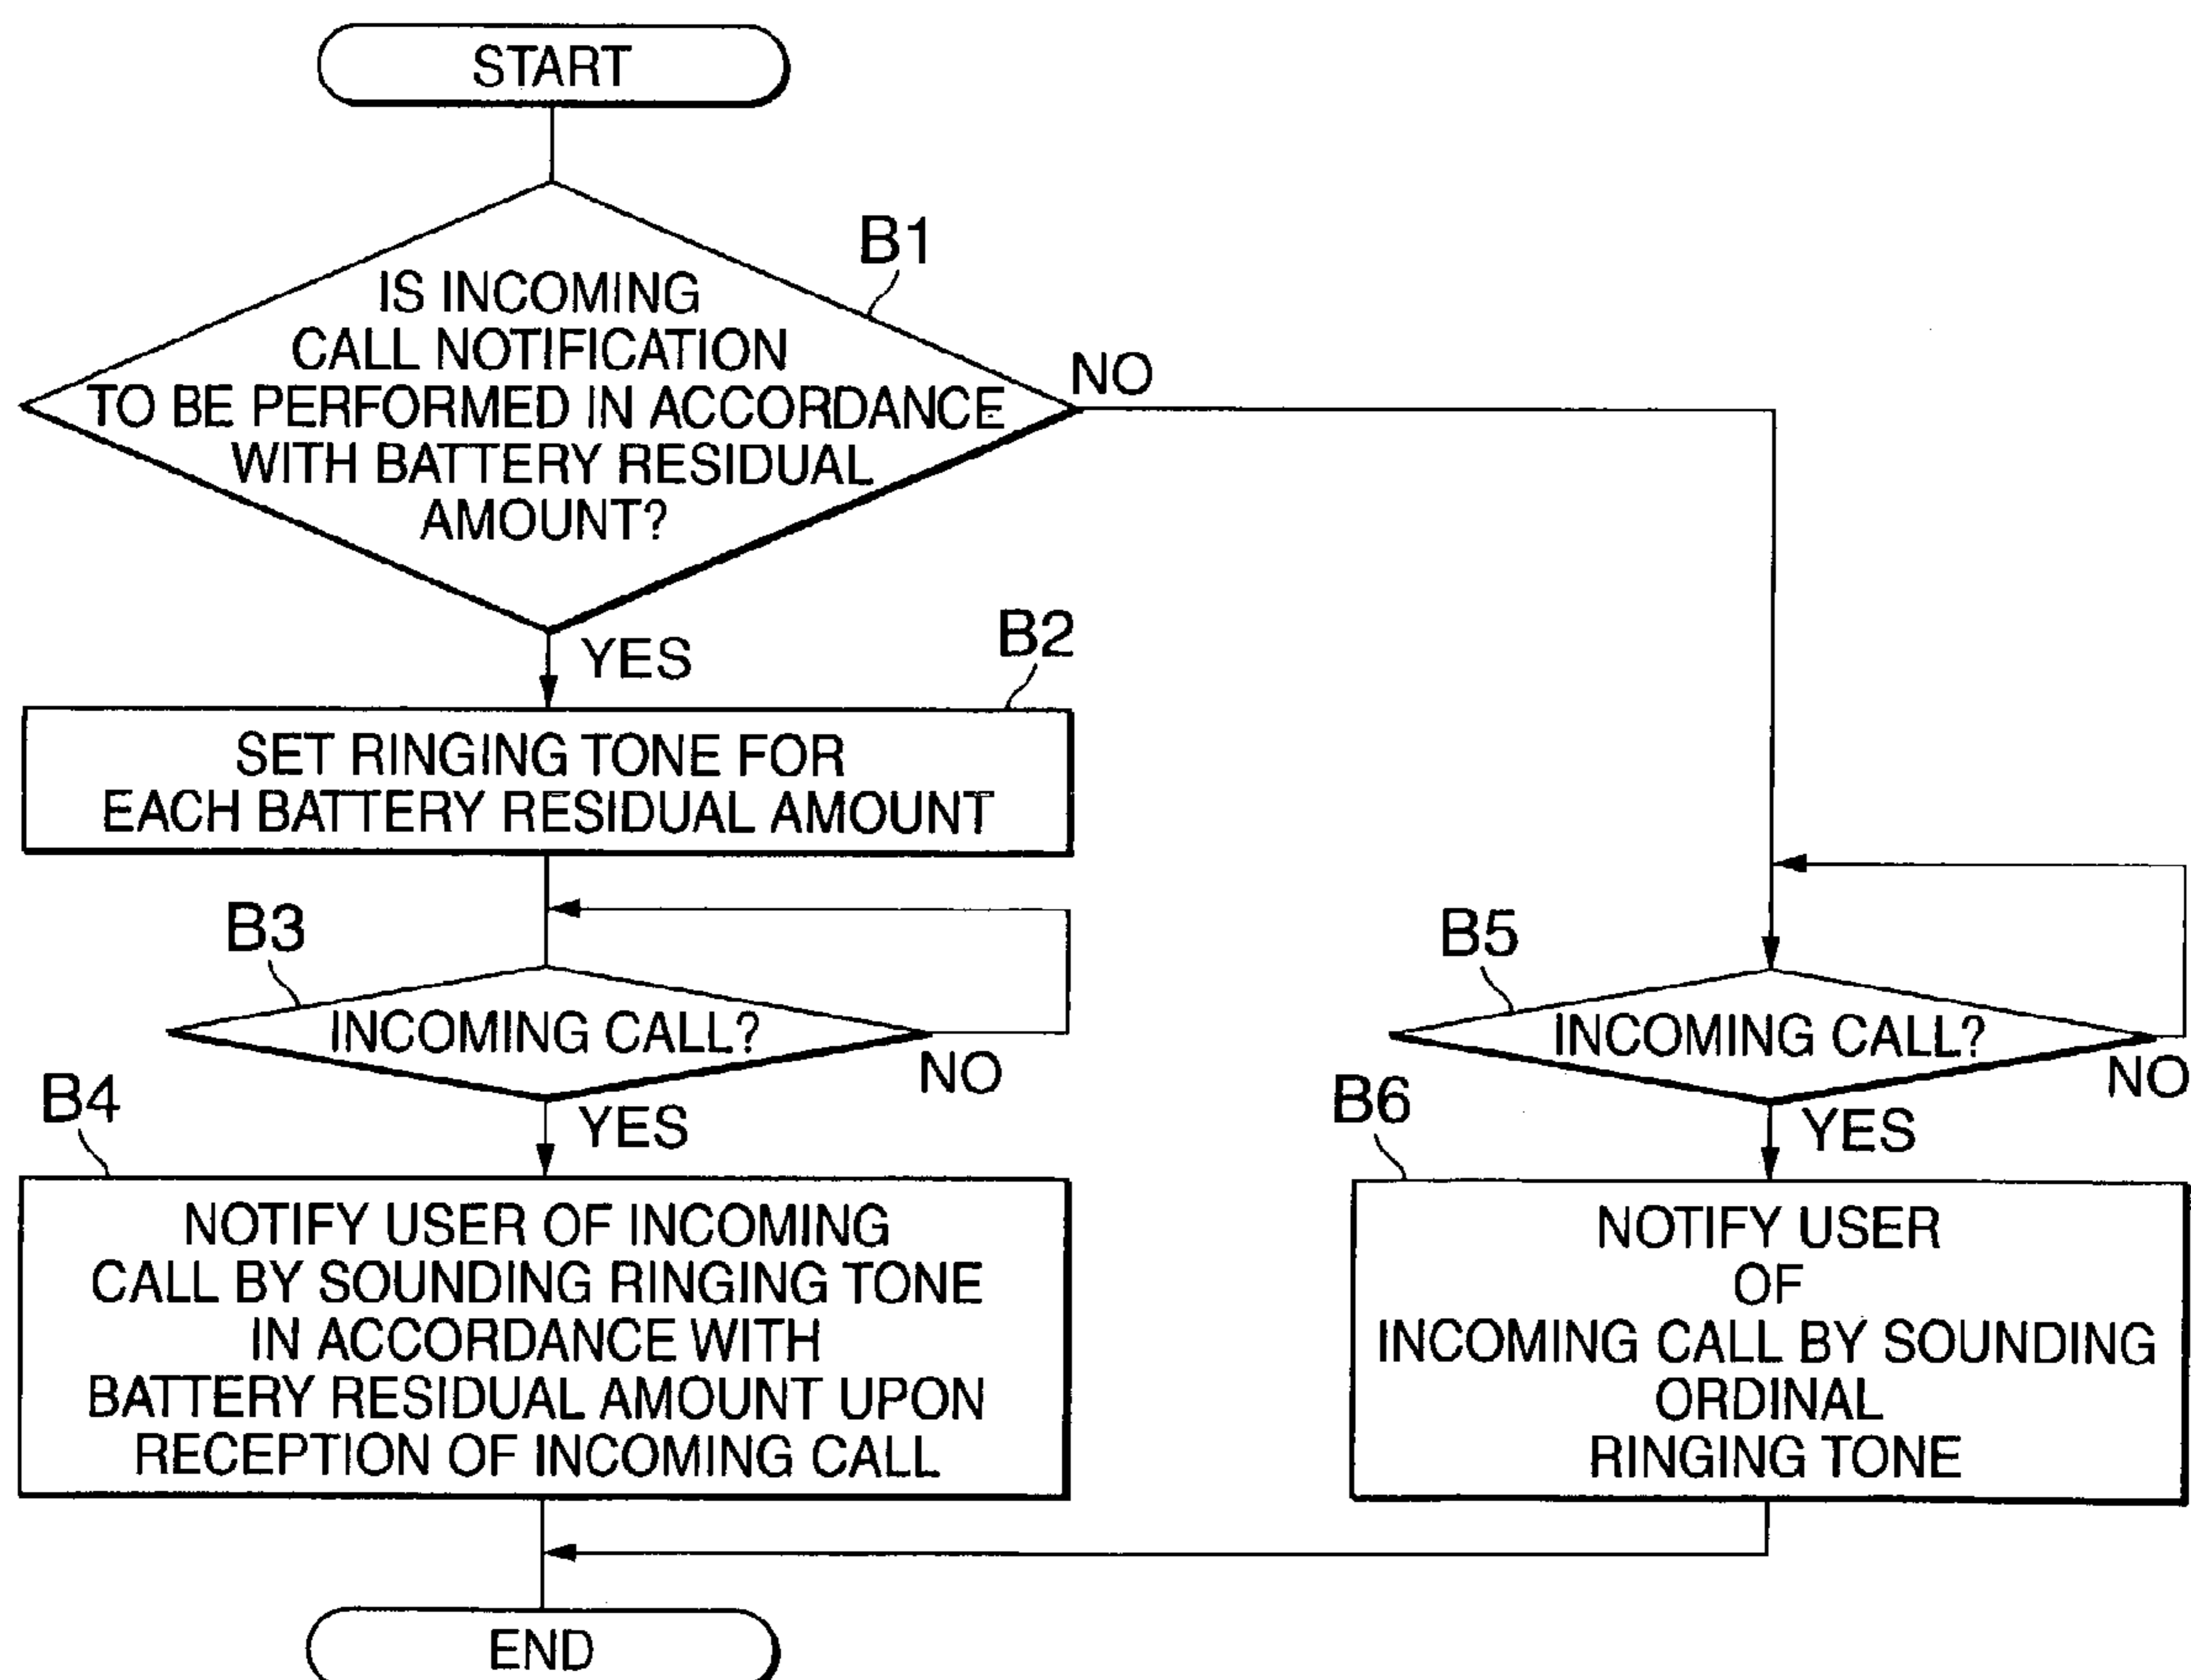 START
B1
IS INCOMING
CALL NOTIFICATION
TO BE PERFORMED IN ACCORDANCE
WITH BATTERY RESIDUAL
AMOUNT?
NO
YES
B2
SET RINGING TONE FOR
EACH BATTERY RESIDUAL AMOUNT
B3
INCOMING CALL?
NO
YES
B4
NOTIFY USER OF INCOMING
CALL BY SOUNDING RINGING TONE
IN ACCORDANCE WITH
BATTERY RESIDUAL AMOUNT UPON
RECEPTION OF INCOMING CALL
B5
INCOMING CALL?
NO
YES
B6
NOTIFY USER
OF
INCOMING CALL BY SOUNDING
ORDINAL
RINGING TONE
END